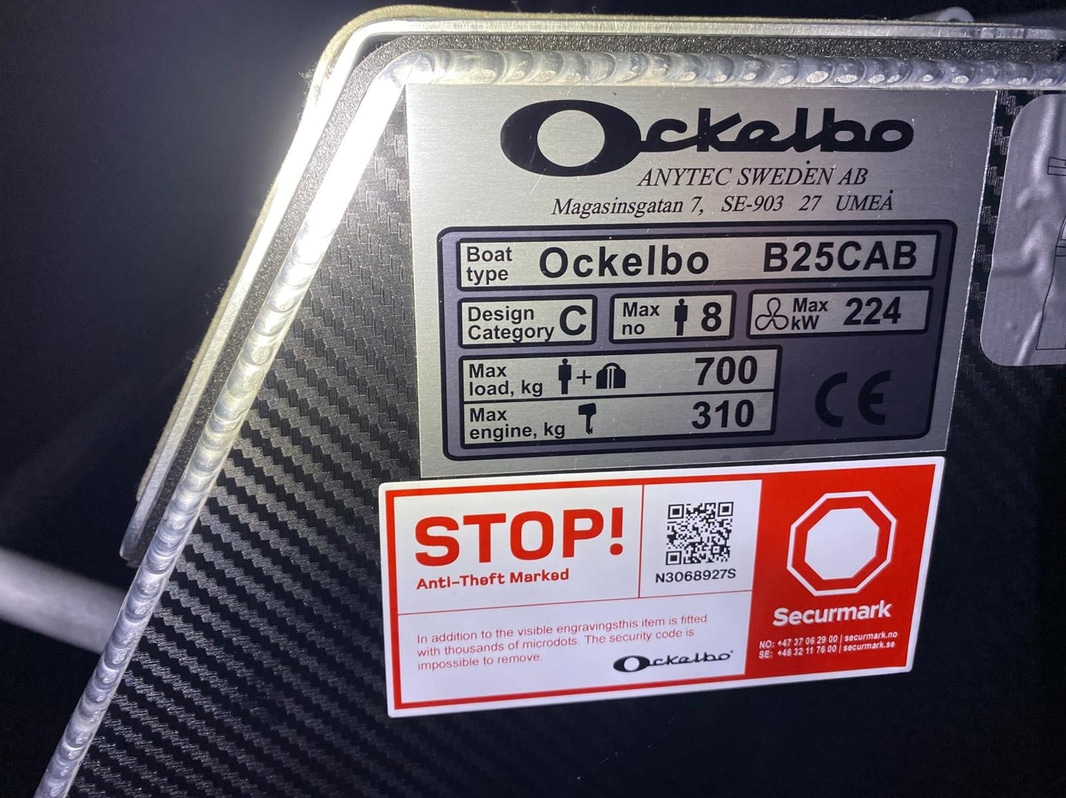 Ockelbo
ANYTEC SWEDEN AB
Magasinsgatan 7, SE-903 27 UMEÅ
Boat type Ockelbo B25CAB
Design Category C Max no 8 Max kW 224
Max load, kg + 700
Max engine, kg 310
CE
STOP!
Anti-Theft Marked
N3068927S
In addition to the visible engravingsthis item is fitted
with thousands of microdots. The security code is
impossible to remove.
Ockelbo
Securmark
NO: +47 37 06 29 00 | securmark.no
SE: +46 32 11 76 00 | securmark.se